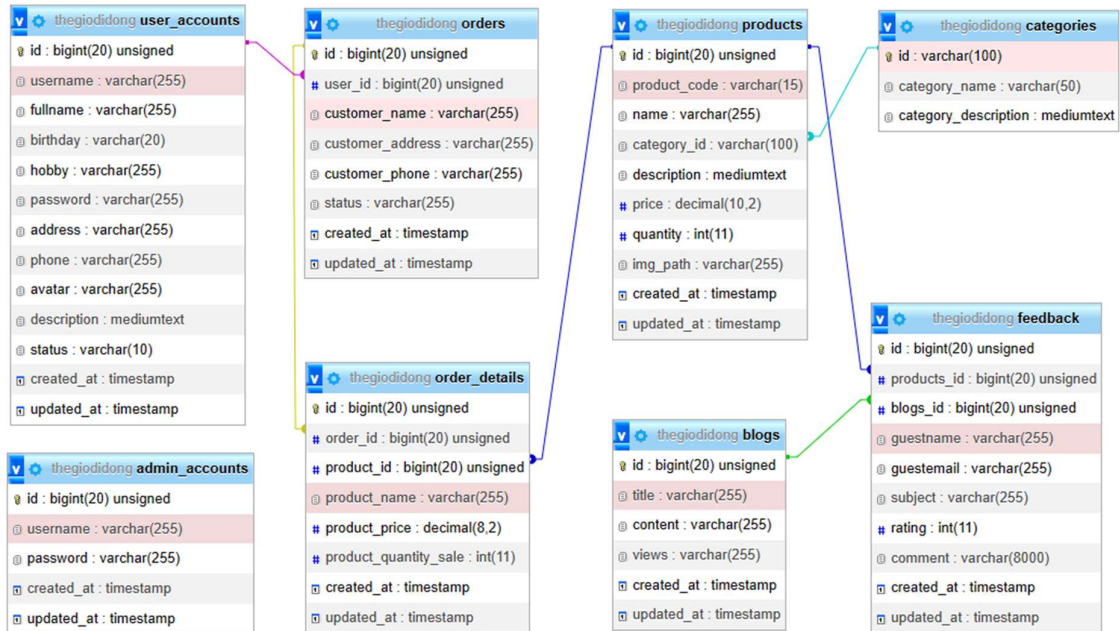 thegiodidong user_accounts
id : bigint(20) unsigned
username : varchar(255)
fullname : varchar(255)
birthday : varchar(20)
hobby : varchar(255)
password : varchar(255)
address : varchar(255)
phone : varchar(255)
avatar : varchar(255)
description : mediumtext
status : varchar(10)
created_at : timestamp
updated_at : timestamp
thegiodidong orders
id : bigint(20) unsigned
user_id : bigint(20) unsigned
customer_name : varchar(255)
customer_address : varchar(255)
customer_phone : varchar(255)
status : varchar(255)
created_at : timestamp
updated_at : timestamp
thegiodidong products
id : bigint(20) unsigned
product_code : varchar(15)
name : varchar(255)
category_id : varchar(100)
description : mediumtext
price : decimal(10,2)
quantity : int(11)
img_path : varchar(255)
created_at : timestamp
updated_at : timestamp
thegiodidong categories
id : varchar(100)
category_name : varchar(50)
category_description : mediumtext
thegiodidong admin_accounts
id : bigint(20) unsigned
username : varchar(255)
password : varchar(255)
created_at : timestamp
updated_at : timestamp
thegiodidong order_details
id : bigint(20) unsigned
order_id : bigint(20) unsigned
product_id : bigint(20) unsigned
product_name : varchar(255)
product_price : decimal(8,2)
product_quantity_sale : int(11)
created_at : timestamp
updated_at : timestamp
thegiodidong blogs
id : bigint(20) unsigned
title : varchar(255)
content : varchar(255)
views : varchar(255)
created_at : timestamp
updated_at : timestamp
thegiodidong feedback
id : bigint(20) unsigned
products_id : bigint(20) unsigned
blogs_id : bigint(20) unsigned
guestname : varchar(255)
guestemail : varchar(255)
subject : varchar(255)
rating : int(11)
comment : varchar(8000)
created_at : timestamp
updated_at : timestamp